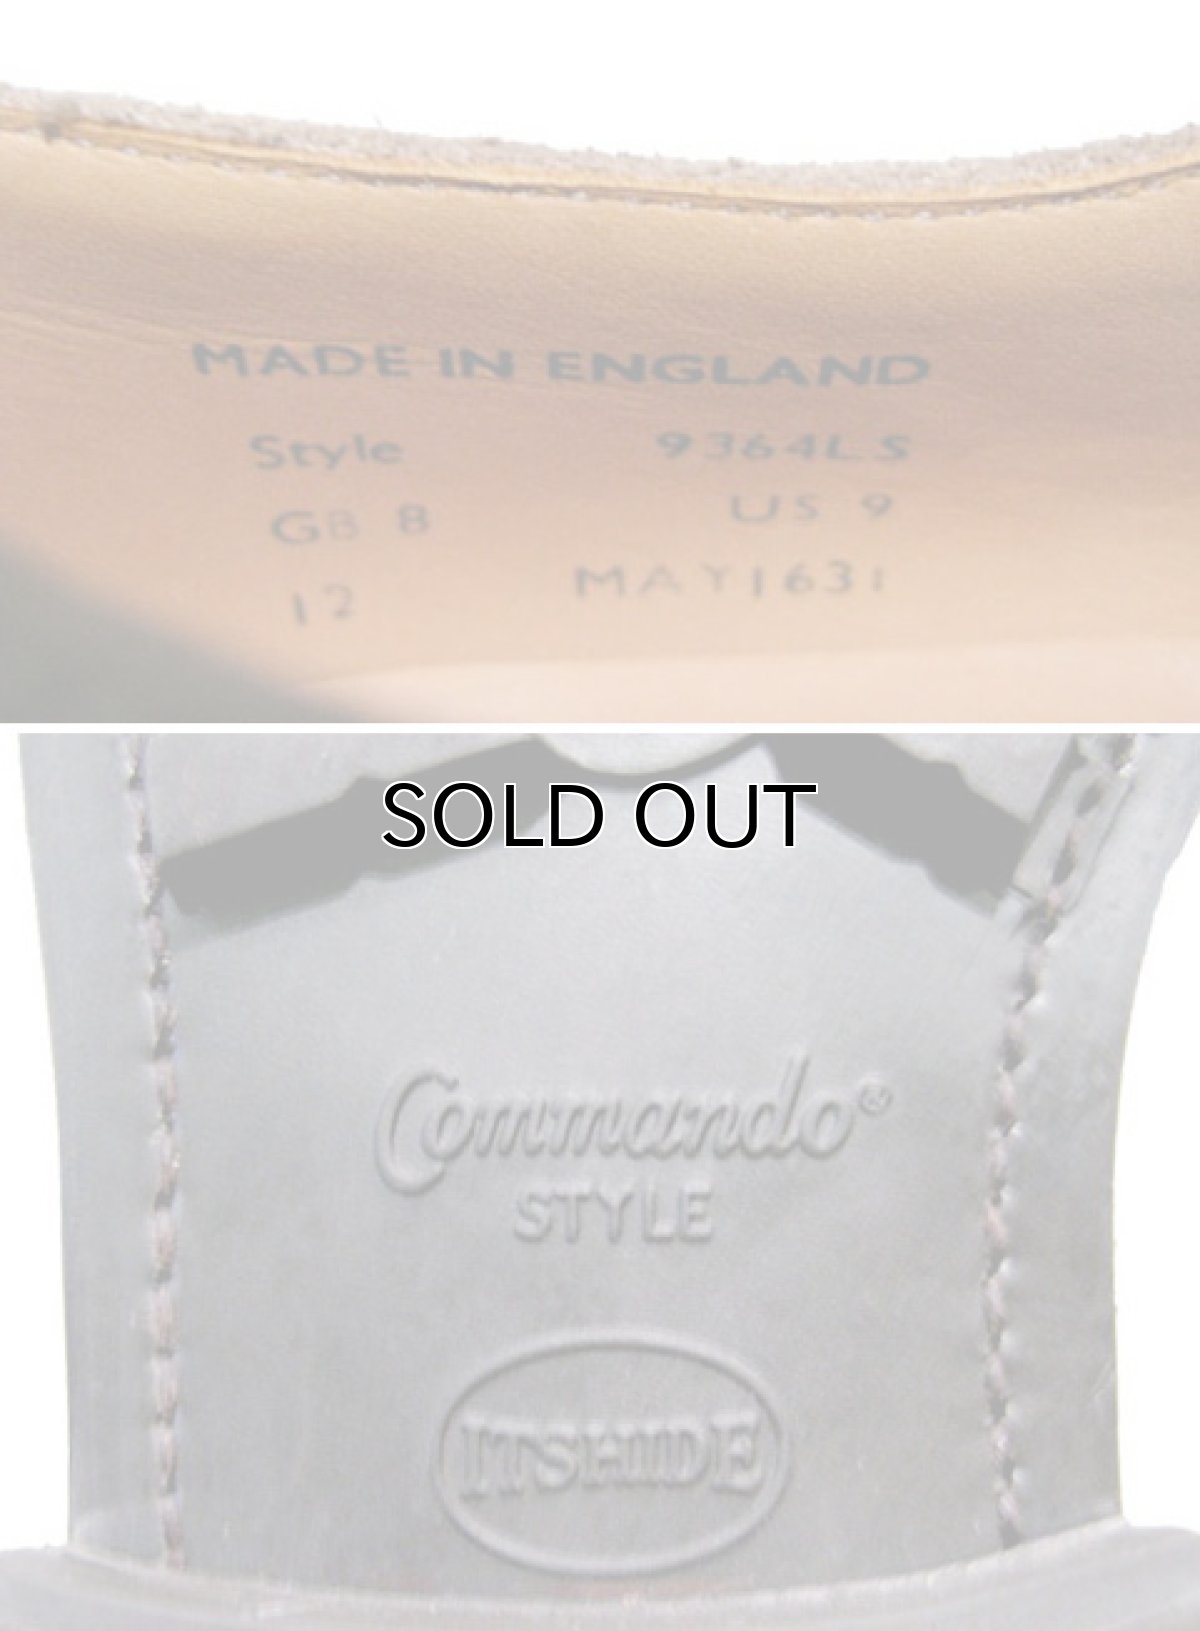 MADE IN ENGLAND
Style 9364LS
GB 8 US 9
12 MAY1631
SOLD OUT
Commando®
STYLE
ITSHIDE